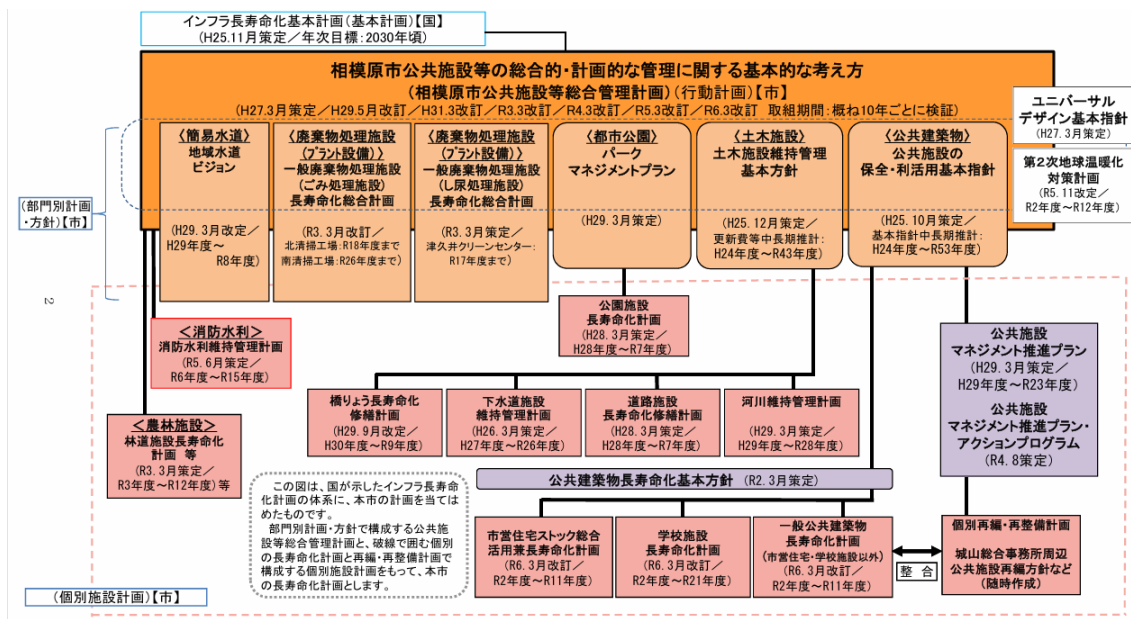 インフラ長寿命化基本計画(基本計画)【国】
(H25.11月策定/年次目標:2030年頃)
相模原市公共施設等の総合的・計画的な管理に関する基本的な考え方
(相模原市公共施設等総合管理計画)(行動計画)【市】
(H27.3月策定/H29.5月改訂/H31.3改訂/R3.3改訂/R4.3改訂/R5.3改訂/R6.3改訂 取組期間:概ね10年ごとに検証)
ユニバーサル
デザイン基本指針
(H27.3月策定)
第2次地球温暖化
対策計画
(R5.11改定/
R2年度~R12年度)
(部門別計画
・方針)【市】
〈簡易水道〉
地域水道
ビジョン
(H29.3月改定/
H29年度~
R8年度)
〈廃棄物処理施設
(プラント設備)〉
一般廃棄物処理施設
(ごみ処理施設)
長寿命化総合計画
(R3.3月改訂/
北清掃工場:R18年度まで
南清掃工場:R26年度まで)
〈廃棄物処理施設
(プラント設備)〉
一般廃棄物処理施設
(し尿処理施設)
長寿命化総合計画
(R3.3月策定/
津久井クリーンセンター:
R17年度まで)
〈都市公園〉
パーク
マネジメントプラン
(H29.3月策定)
〈土木施設〉
土木施設維持管理
基本方針
(H25.12月策定/
更新費等中長期推計:
H24年度~R43年度)
〈公共建築物〉
公共施設の
保全・利活用基本指針
(H25.10月策定/
基本指針中長期推計:
H24年度~R53年度)
2
公園施設
長寿命化計画
(H28.3月策定/
H28年度~R7年度)
<消防水利>
消防水利維持管理計画
(R5.6月策定/
R6年度~R15年度)
公共施設
マネジメント推進プラン
(H29.3月策定/
H29年度~R23年度)
公共施設
マネジメント推進プラン・
アクションプログラム
(R4.8策定)
橋りょう長寿命化
修繕計画
(H29.9月改定/
H30年度~R9年度)
下水道施設
維持管理計画
(H26.3月策定/
H27年度~R26年度)
道路施設
長寿命化修繕計画
(H28.3月策定/
H28年度~R7年度)
河川維持管理計画
(H29.3月策定/
H29年度~R28年度)
<農林施設>
林道施設長寿命化
計画 等
(R3.3月策定/
R3年度~R12年度)等
公共建築物長寿命化基本方針 (R2.3月策定)
この図は、国が示したインフラ長寿命
化計画の体系に、本市の計画を当ては
めたものです。
部門別計画・方針で構成する公共施
設等総合管理計画と、破線で囲む個別
の長寿命化計画と再編・再整備計画で
構成する個別施設計画をもって、本市
の長寿命化計画とします。
市営住宅ストック総合
活用兼長寿命化計画
(R6.3月改訂/
R2年度~R11年度)
学校施設
長寿命化計画
(R6.3月改訂/
R2年度~R21年度)
一般公共建築物
長寿命化計画
(市営住宅・学校施設以外)
(R6.3月改訂/
R2年度~R11年度)
整 合
個別再編・再整備計画
城山総合事務所周辺
公共施設再編方針など
(随時作成)
(個別施設計画)【市】